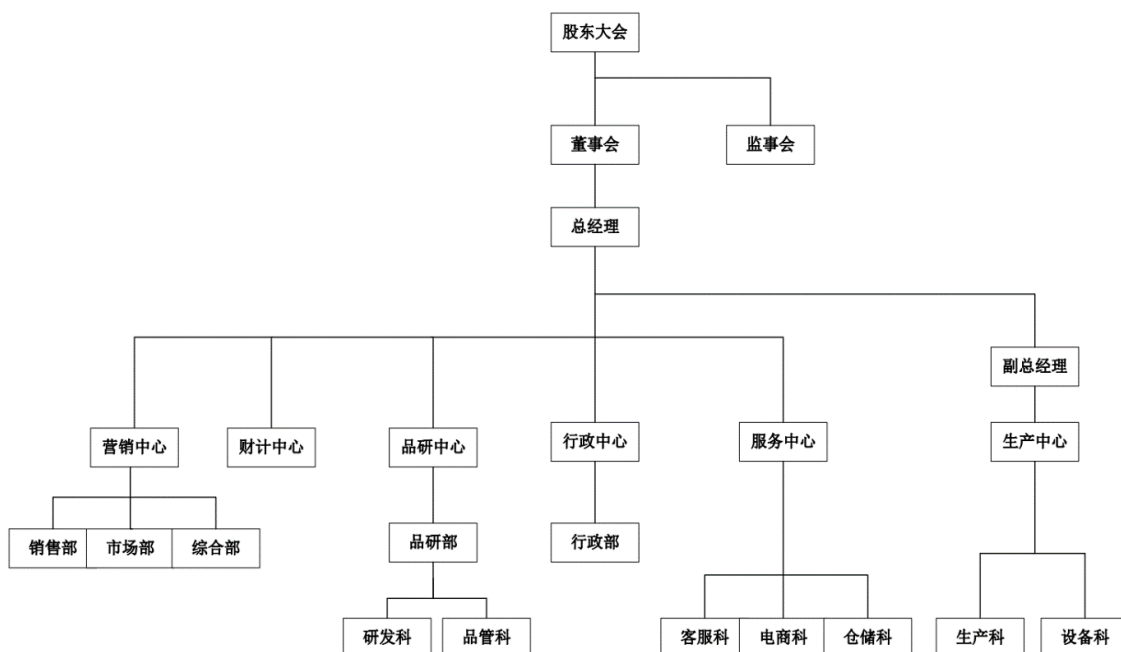 股东大会
董事会
监事会
总经理
副总经理
营销中心
财计中心
品研中心
行政中心
服务中心
生产中心
销售部
市场部
综合部
品研部
行政部
研发科
品管科
客服科
电商科
仓储科
生产科
设备科